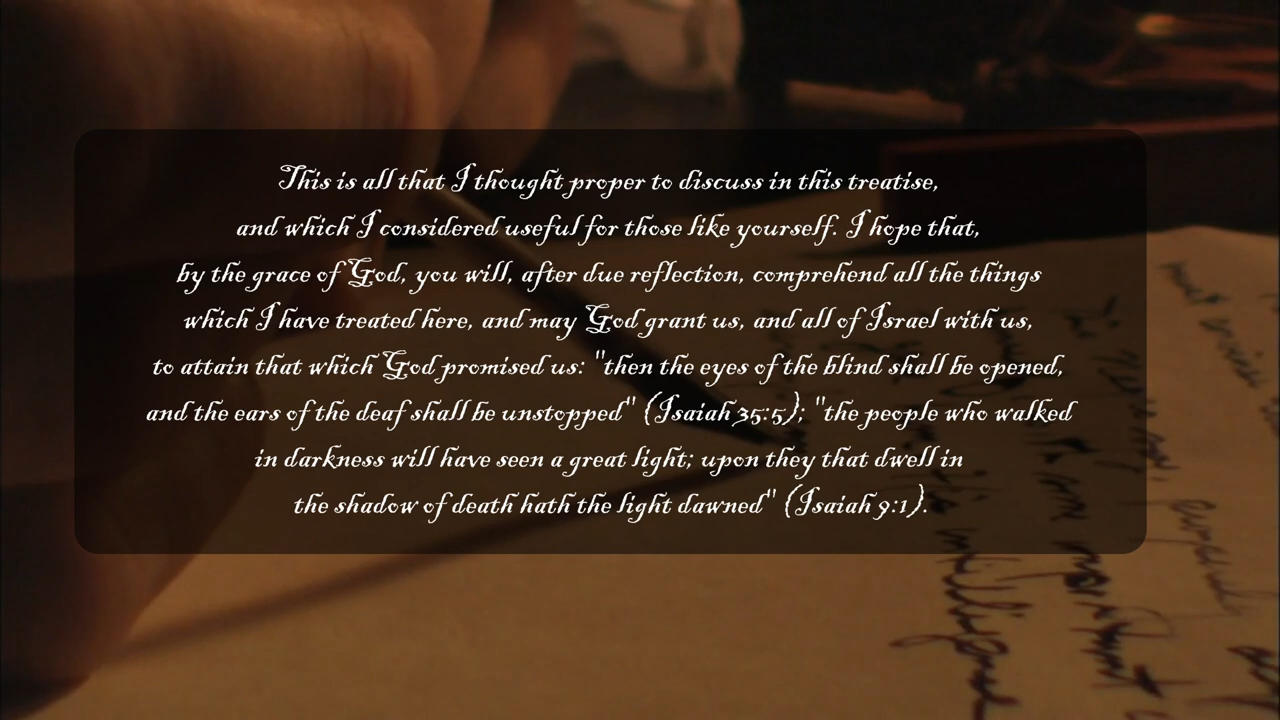 This is all that I thought proper to discuss in this treatise,
and which I considered useful for those like yourself. I hope that,
by the grace of God, you will, after due reflection, comprehend all the things
which I have treated here, and may God grant us, and all of Israel with us,
to attain that which God promised us: "then the eyes of the blind shall be opened,
and the ears of the deaf shall be unstopped" (Isaiah 35:5); "the people who walked
in darkness will have seen a great light; upon they that dwell in
the shadow of death hath the light dawned" (Isaiah 9:1).